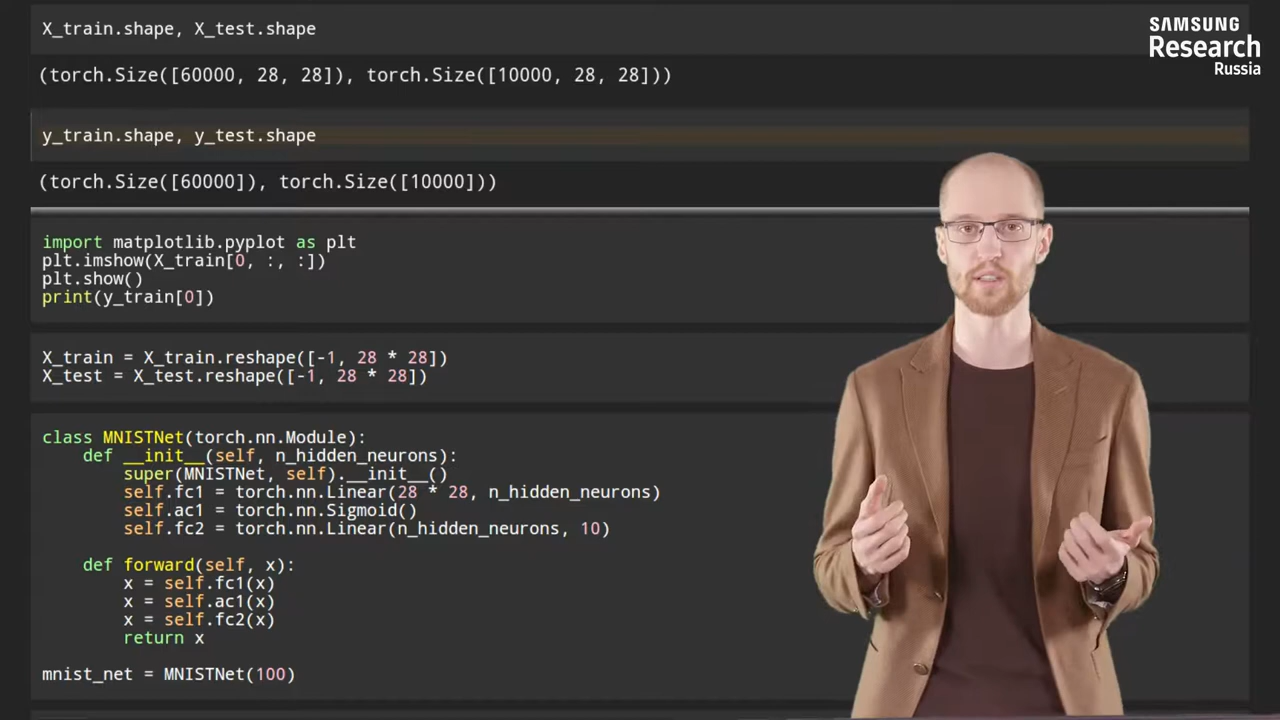 X_train.shape, X_test.shape
SAMSUNG
Research
Russia
(torch.Size([60000, 28, 28]), torch.Size([10000, 28, 28]))
y_train.shape, y_test.shape
(torch.Size([60000]), torch.Size([10000]))
import matplotlib.pyplot as plt
plt.imshow(X_train[0, :, :])
plt.show()
print(y_train[0])
X_train = X_train.reshape([-1, 28 * 28])
X_test = X_test.reshape([-1, 28 * 28])
class MNISTNet(torch.nn.Module):
    def __init__(self, n_hidden_neurons):
        super(MNISTNet, self).__init__()
        self.fc1 = torch.nn.Linear(28 * 28, n_hidden_neurons)
        self.ac1 = torch.nn.Sigmoid()
        self.fc2 = torch.nn.Linear(n_hidden_neurons, 10)
    def forward(self, x):
        x = self.fc1(x)
        x = self.ac1(x)
        x = self.fc2(x)
        return x
mnist_net = MNISTNet(100)